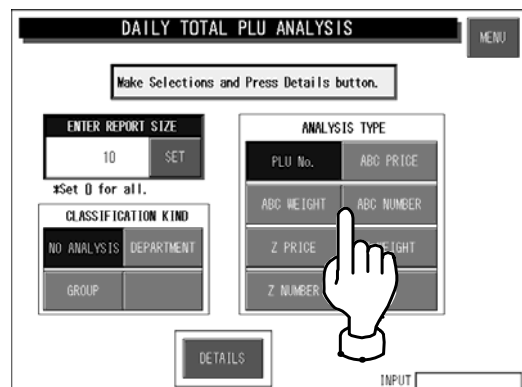 DAILY TOTAL PLU ANALYSIS
MENU
Make Selections and Press Details button.
ENTER REPORT SIZE
10 SET
*Set 0 for all.
CLASSIFICATION KIND
NO ANALYSIS DEPARTMENT
GROUP
ANALYSIS TYPE
PLU No. ABC PRICE
ABC WEIGHT ABC NUMBER
Z PRICE EIGHT
Z NUMBER
DETAILS
INPUT